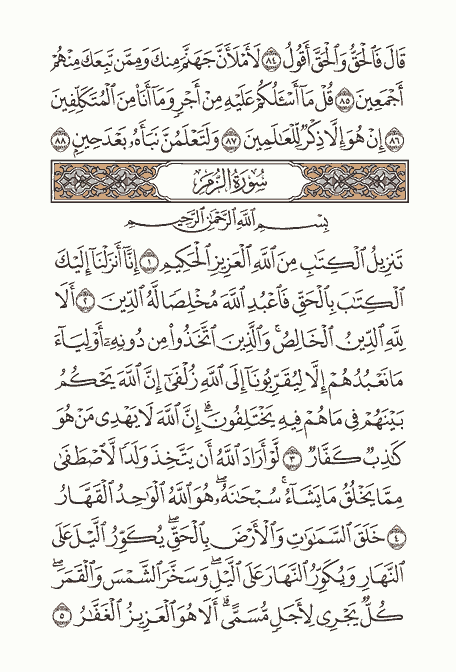 قَالَ فَٱلْحَقُّ وَٱلْحَقَّ أَقُولُ ٨٤ لَأَمْلَأَنَّ جَهَنَّمَ مِنكَ وَمِمَّن تَبِعَكَ مِنْهُمْ
أَجْمَعِينَ ٨٥ قُلْ مَآ أَسْـَٔلُكُمْ عَلَيْهِ مِنْ أَجْرٍ وَمَآ أَنَا۠ مِنَ ٱلْمُتَكَلِّفِينَ
٨٦ إِنْ هُوَ إِلَّا ذِكْرٌ لِّلْعَـٰلَمِينَ ٨٧ وَلَتَعْلَمُنَّ نَبَأَهُۥ بَعْدَ حِينٍۭ ٨٨
سُورَةُ الزُّمَرِ
بِسْمِ ٱللَّهِ ٱلرَّحْمَـٰنِ ٱلرَّحِيمِ
تَنزِيلُ ٱلْكِتَـٰبِ مِنَ ٱللَّهِ ٱلْعَزِيزِ ٱلْحَكِيمِ ١ إِنَّآ أَنزَلْنَآ إِلَيْكَ
ٱلْكِتَـٰبَ بِٱلْحَقِّ فَٱعْبُدِ ٱللَّهَ مُخْلِصًا لَّهُ ٱلدِّينَ ٢ أَلَا
لِلَّهِ ٱلدِّينُ ٱلْخَالِصُ ۚ وَٱلَّذِينَ ٱتَّخَذُوا۟ مِن دُونِهِۦٓ أَوْلِيَآءَ
مَا نَعْبُدُهُمْ إِلَّا لِيُقَرِّبُونَآ إِلَى ٱللَّهِ زُلْفَىٰٓ إِنَّ ٱللَّهَ يَحْكُمُ
بَيْنَهُمْ فِى مَا هُمْ فِيهِ يَخْتَلِفُونَ ۗ إِنَّ ٱللَّهَ لَا يَهْدِى مَنْ هُوَ
كَـٰذِبٌ كَفَّارٌ ٣ لَّوْ أَرَادَ ٱللَّهُ أَن يَتَّخِذَ وَلَدًا لَّٱصْطَفَىٰ
مِمَّا يَخْلُقُ مَا يَشَآءُ ۚ سُبْحَـٰنَهُۥ ۖ هُوَ ٱللَّهُ ٱلْوَٰحِدُ ٱلْقَهَّارُ
٤ خَلَقَ ٱلسَّمَـٰوَٰتِ وَٱلْأَرْضَ بِٱلْحَقِّ ۖ يُكَوِّرُ ٱلَّيْلَ عَلَى
ٱلنَّهَارِ وَيُكَوِّرُ ٱلنَّهَارَ عَلَى ٱلَّيْلِ ۖ وَسَخَّرَ ٱلشَّمْسَ وَٱلْقَمَرَ ۖ
كُلٌّ يَجْرِى لِأَجَلٍ مُّسَمًّى ۗ أَلَا هُوَ ٱلْعَزِيزُ ٱلْغَفَّـٰرُ ٥